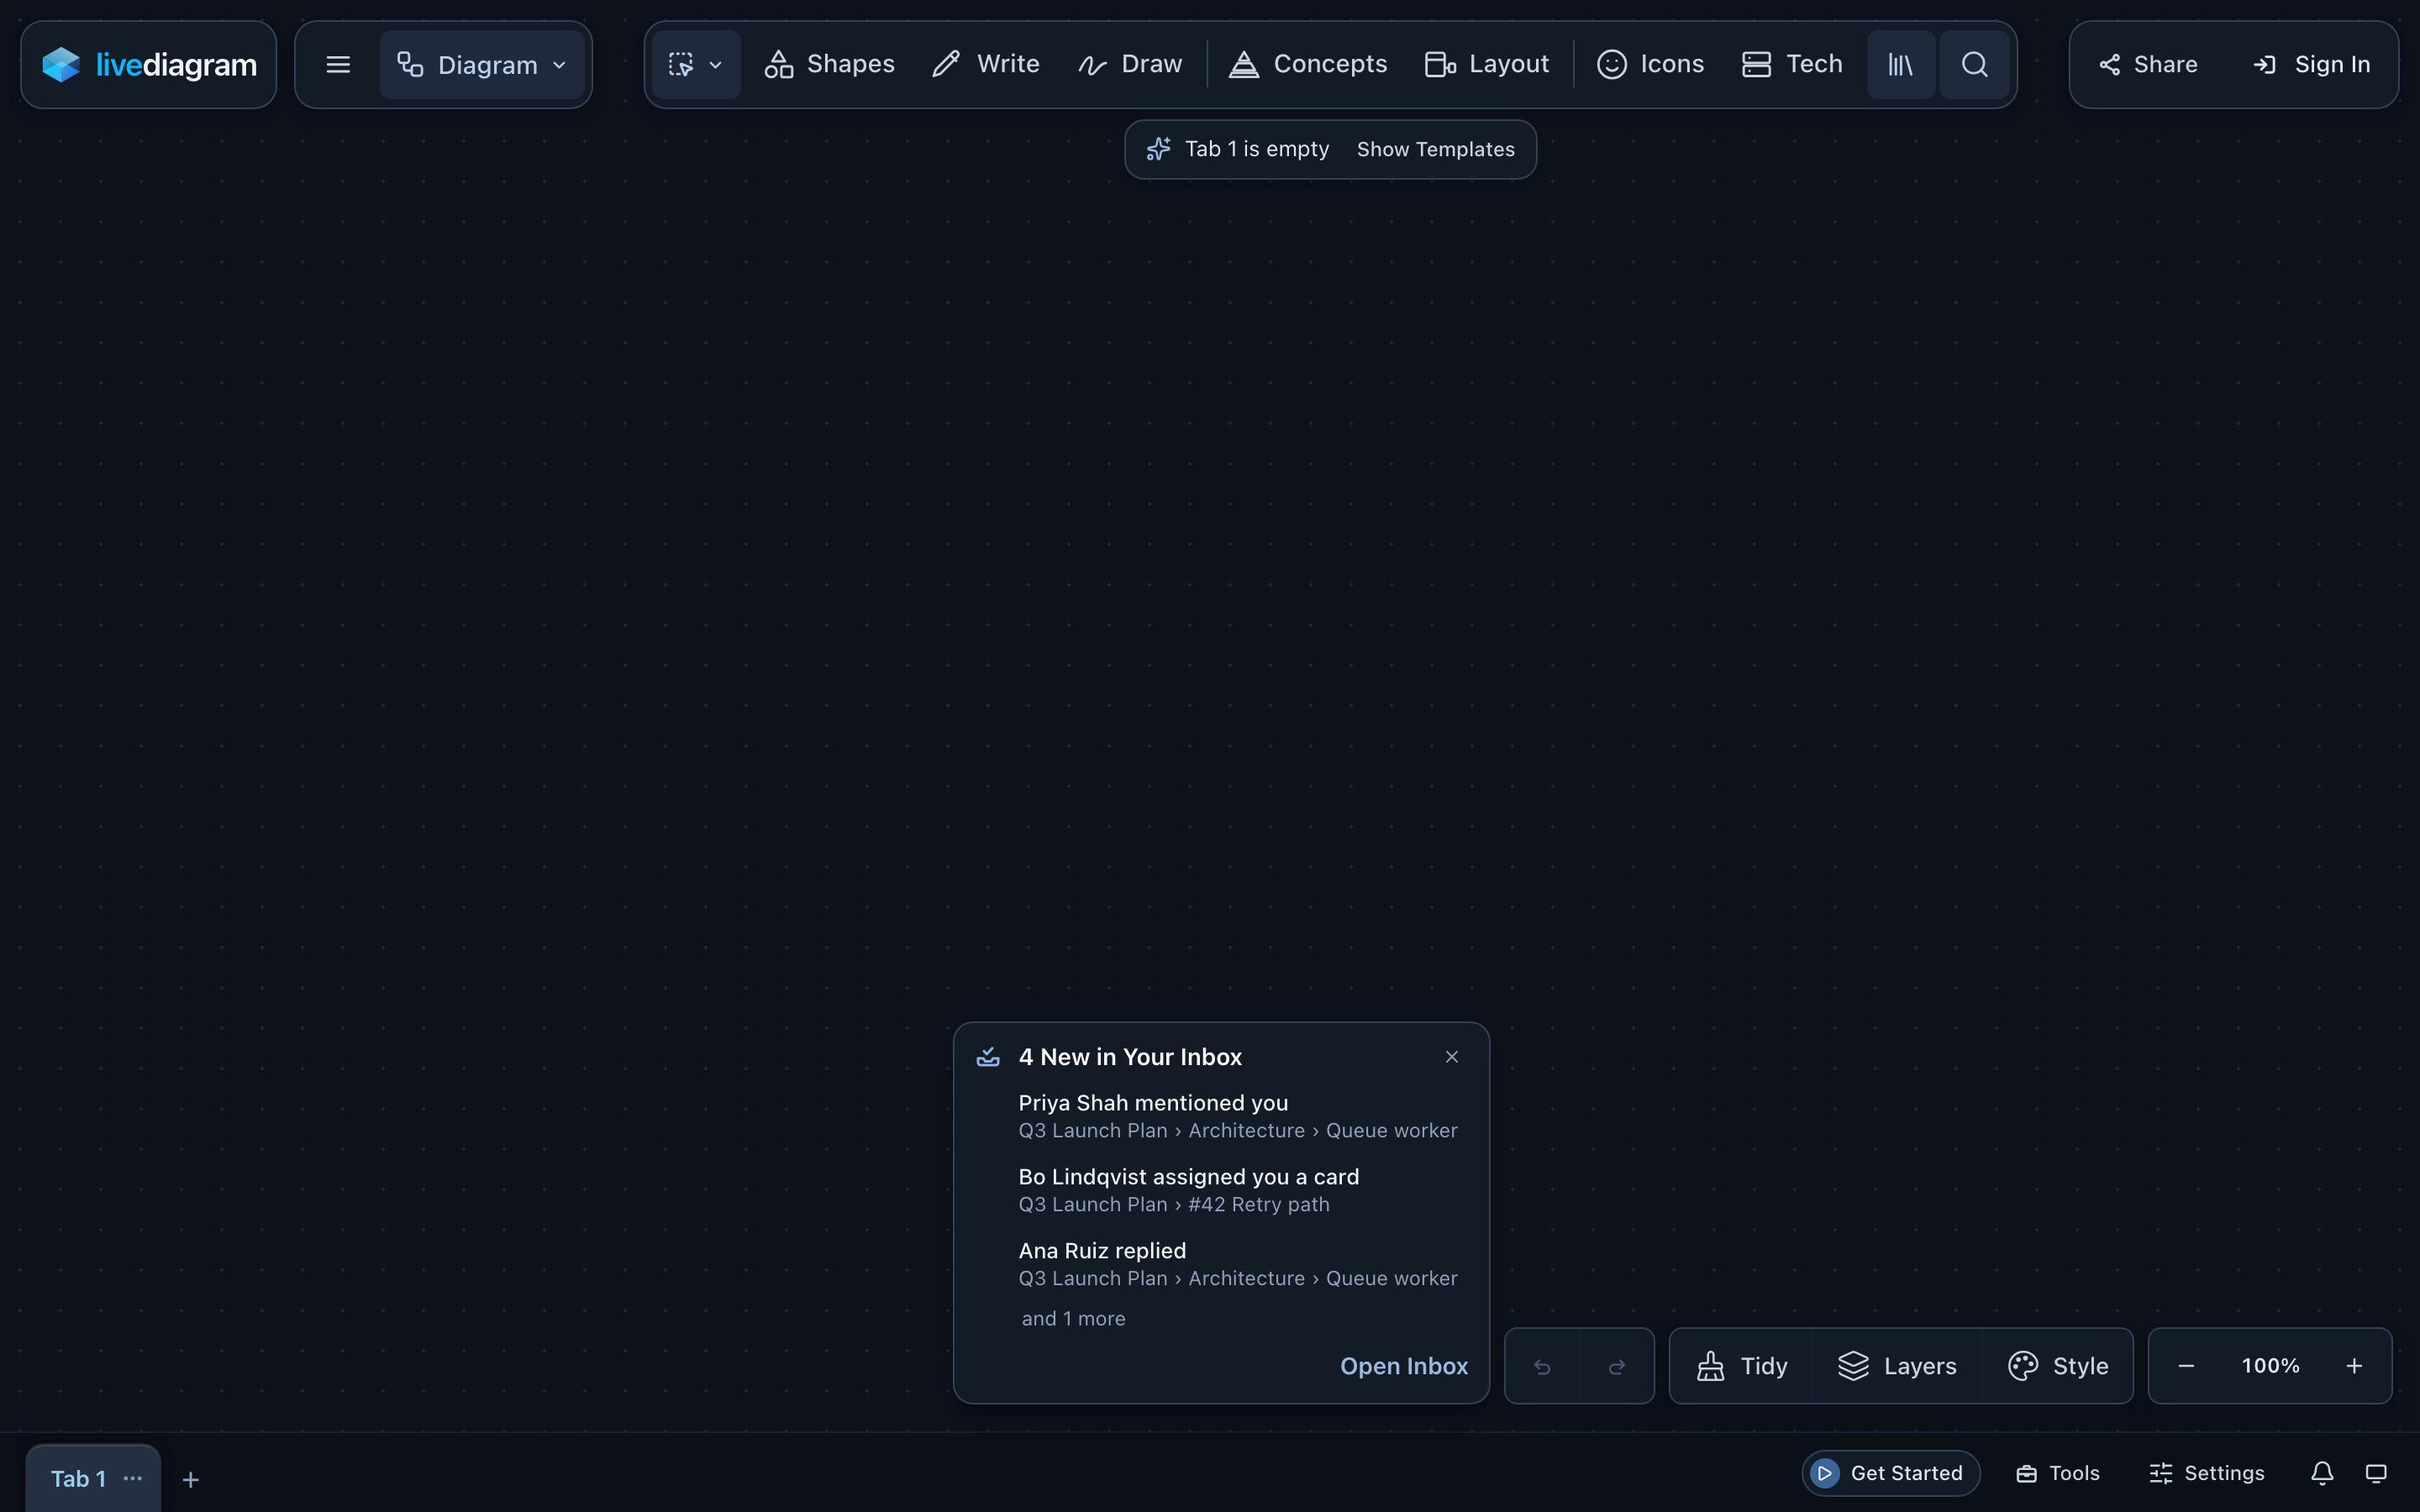 livediagram
Diagram
Shapes
Write
Draw
Concepts
Layout
Icons
Tech
Share
Sign In
Tab 1 is empty
Show Templates
4 New in Your Inbox
Priya Shah mentioned you
Q3 Launch Plan › Architecture › Queue worker
Bo Lindqvist assigned you a card
Q3 Launch Plan › #42 Retry path
Ana Ruiz replied
Q3 Launch Plan › Architecture › Queue worker
and 1 more
Open Inbox
Tidy
Layers
Style
100%
Tab 1
Get Started
Tools
Settings